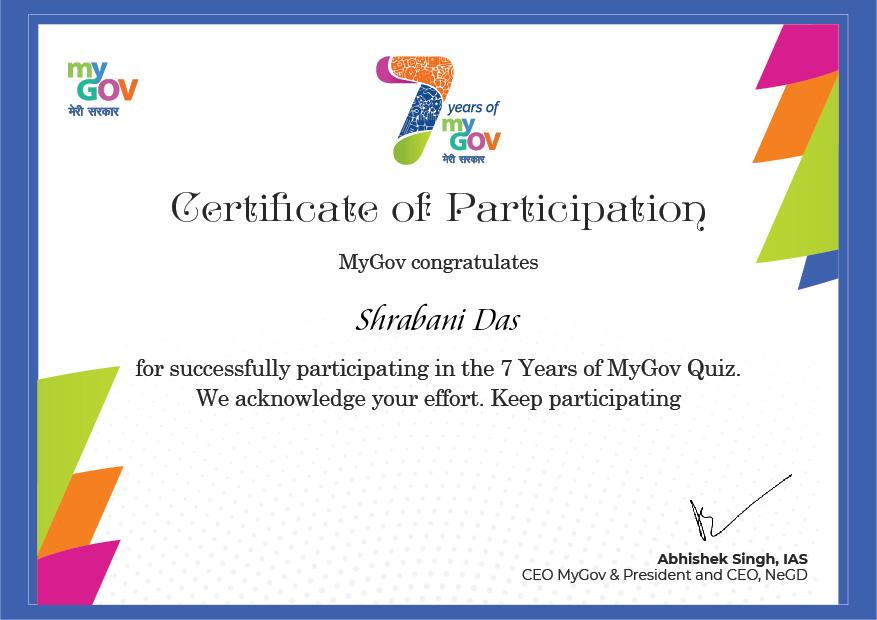 my
GOV
मेरी सरकार
7
years of
my
GOV
मेरी सरकार
Certificate of Participation
MyGov congratulates
Shrabani Das
for successfully participating in the 7 Years of MyGov Quiz.
We acknowledge your effort. Keep participating
Abhishek Singh, IAS
CEO MyGov & President and CEO, NeGD